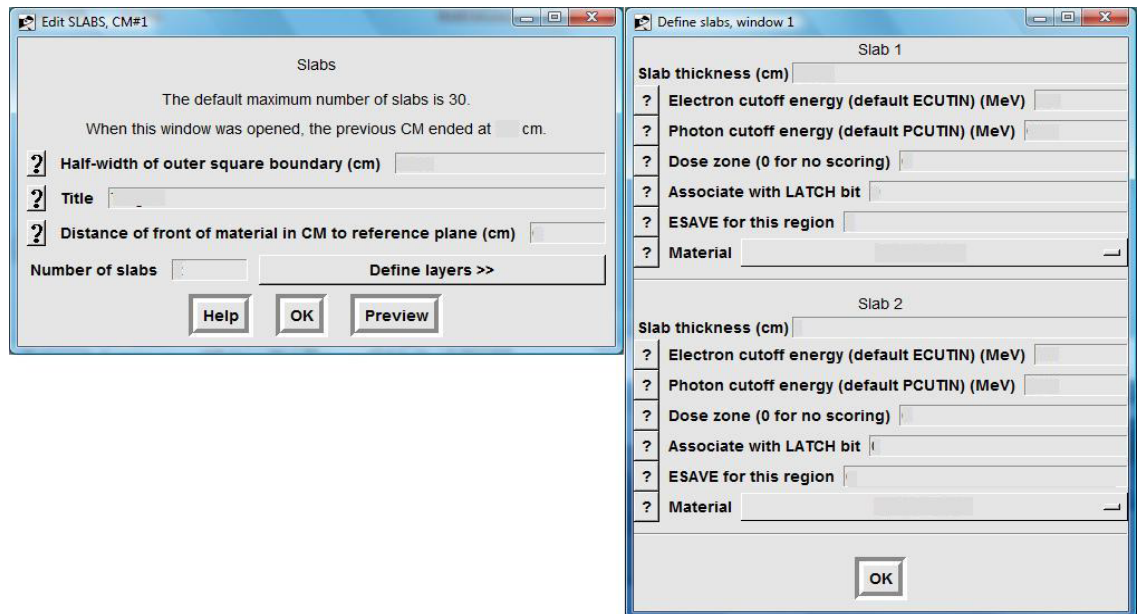 Edit SLABS, CM#1
Slabs
The default maximum number of slabs is 30.
When this window was opened, the previous CM ended at cm.
? Half-width of outer square boundary (cm)
? Title
? Distance of front of material in CM to reference plane (cm)
Number of slabs Define layers >>
Help OK Preview
Define slabs, window 1
Slab 1
Slab thickness (cm)
? Electron cutoff energy (default ECUTIN) (MeV)
? Photon cutoff energy (default PCUTIN) (MeV)
? Dose zone (0 for no scoring)
? Associate with LATCH bit
? ESAVE for this region
? Material
Slab 2
Slab thickness (cm)
? Electron cutoff energy (default ECUTIN) (MeV)
? Photon cutoff energy (default PCUTIN) (MeV)
? Dose zone (0 for no scoring)
? Associate with LATCH bit
? ESAVE for this region
? Material
OK